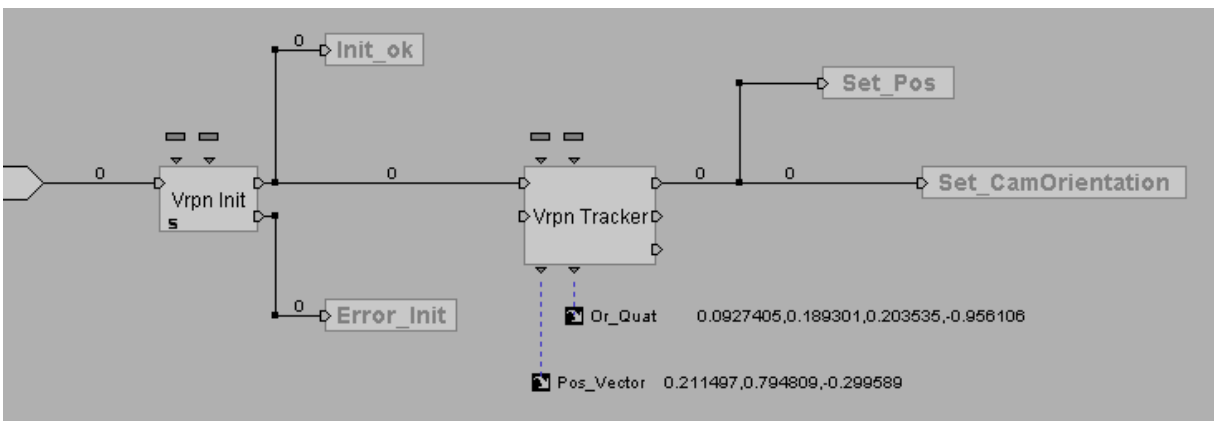 0
Init_ok
Set_Pos
0
0
0
0
Set_CamOrientation
Vrpn Init
s
Vrpn Tracker
0
Error_Init
Or_Quat 0.0927405,0.189301,0.203535,-0.956106
Pos_Vector 0.211497,0.794809,-0.299589